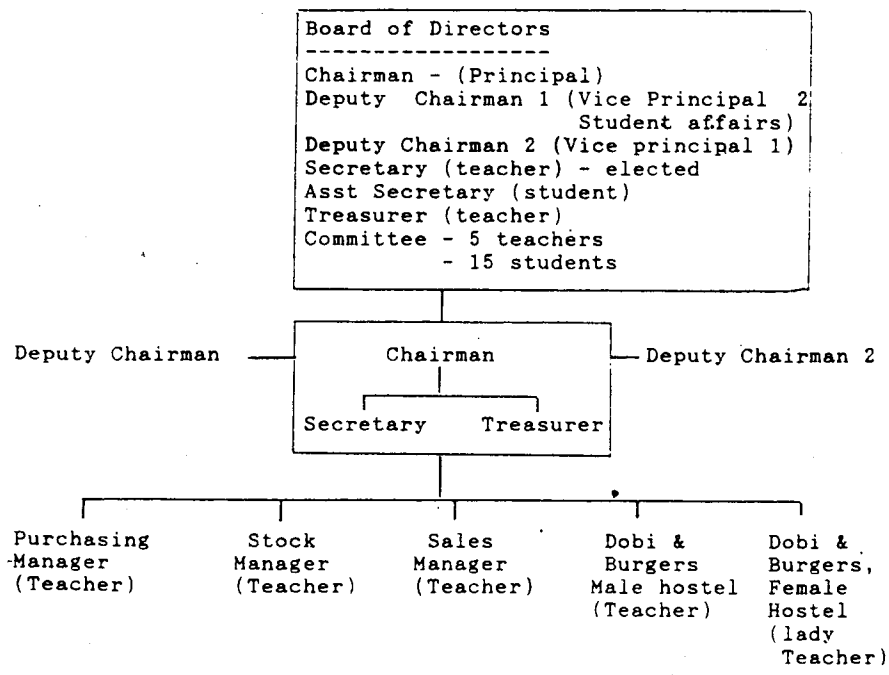 Board of Directors
------------------
Chairman - (Principal)
Deputy Chairman 1 (Vice Principal 2
Student affairs)
Deputy Chairman 2 (Vice principal 1)
Secretary (teacher) - elected
Asst Secretary (student)
Treasurer (teacher)
Committee - 5 teachers
- 15 students
Deputy Chairman
Chairman
Deputy Chairman 2
Secretary
Treasurer
Purchasing
Manager
(Teacher)
Stock
Manager
(Teacher)
Sales
Manager
(Teacher)
Dobi &
Burgers
Male hostel
(Teacher)
Dobi &
Burgers,
Female
Hostel
(lady
Teacher)